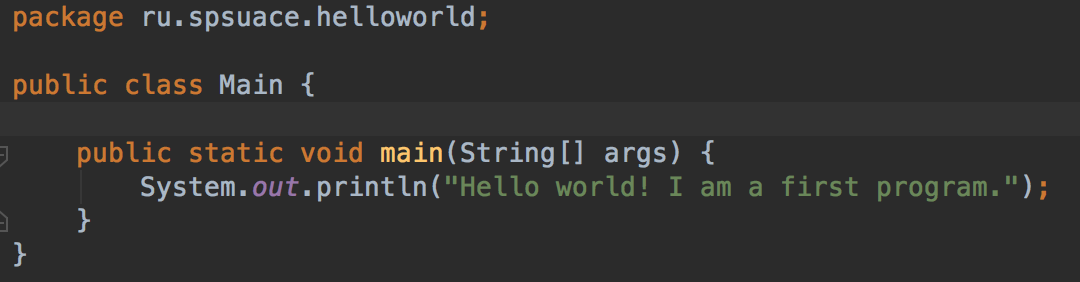 package ru.spsuace.helloworld;
public class Main {
public static void main(String[] args) {
System.out.println("Hello world! I am a first program.");
}
}